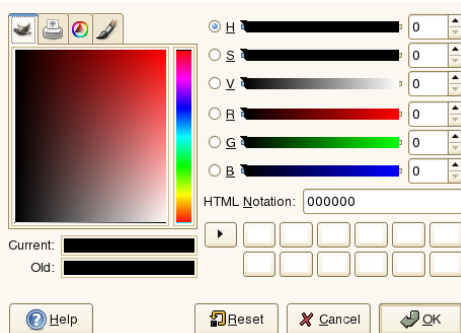 H 0
S 0
V 0
R 0
G 0
B 0
HTML Notation: 000000
Current:
Old:
Help Reset Cancel OK